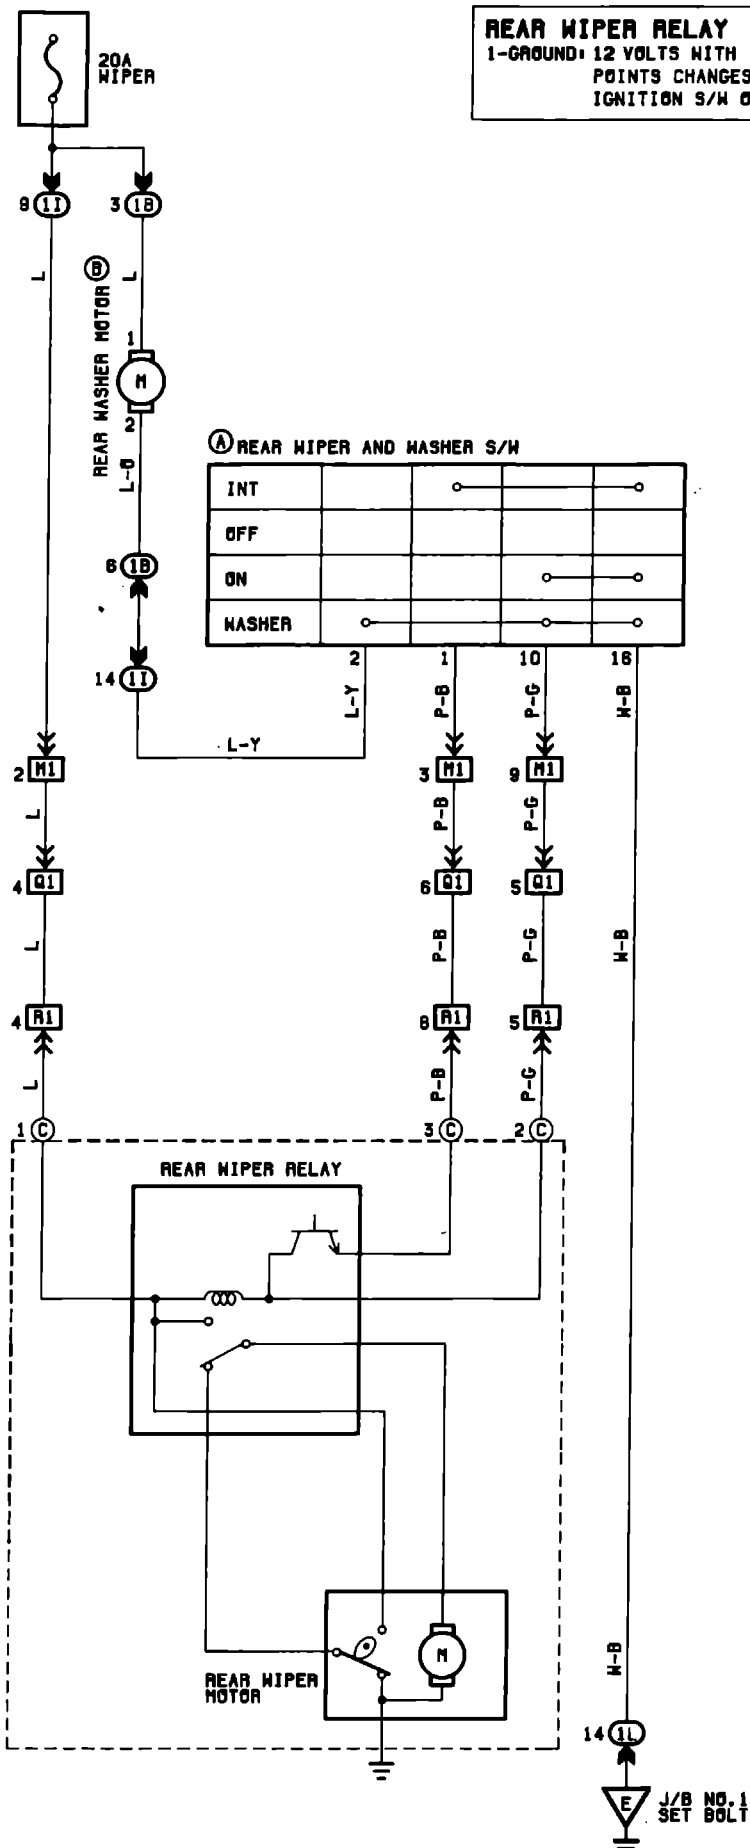 REAR WIPER RELAY
1-GROUND: 12 VOLTS WITH
POINTS CHANGES
IGNITION S/W O
20A
WIPER
9 1I
3 1B
L
L
B
REAR WASHER MOTOR
1
M
2
L-O
6 1B
14 1I
L-Y
A REAR WIPER AND WASHER S/W
INT
OFF
ON
WASHER
2 1 10 16
L-Y P-B P-G W-B
2 M1
3 M1
9 M1
L P-B P-G
4 Q1
6 Q1
5 Q1
L P-B P-G W-B
4 R1
8 R1
5 R1
L P-B P-G
1 C
3 C
2 C
REAR WIPER RELAY
M
REAR WIPER
MOTOR
W-B
14 1L
E
J/B NO.1
SET BOLT